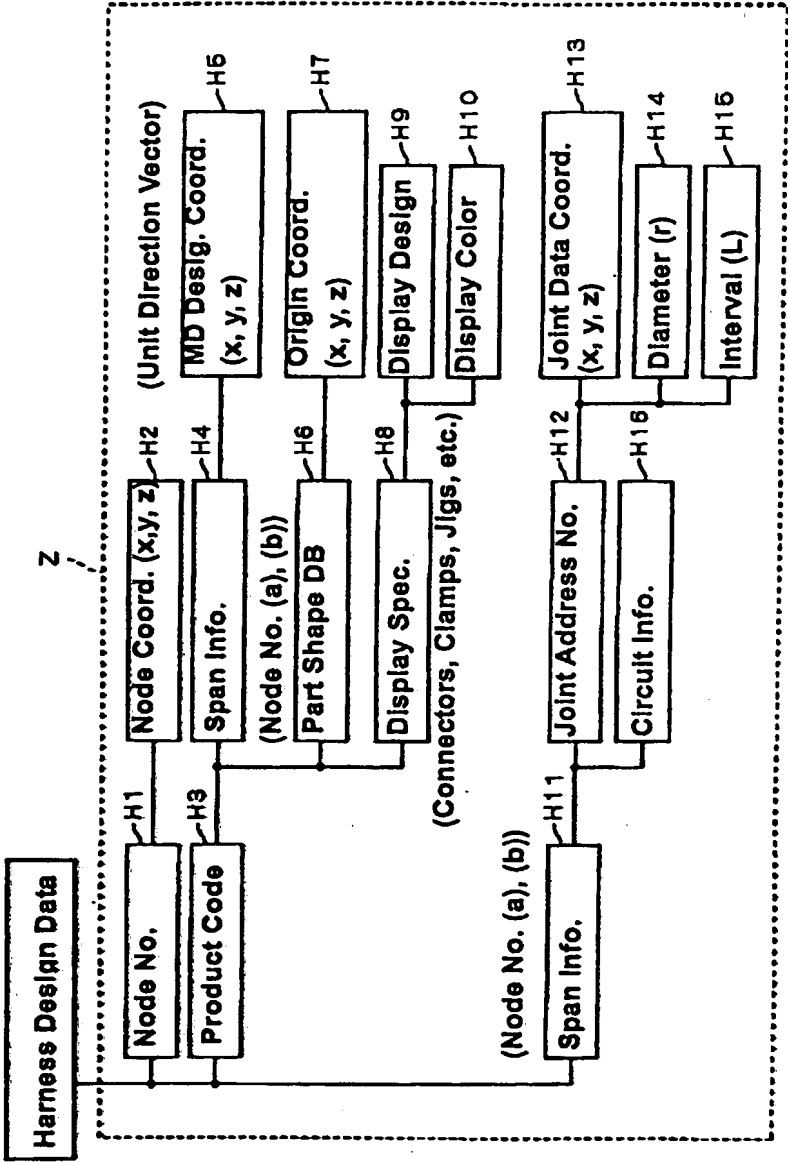 Harness Design Data
Z
H1
Node No.
H2
Node Coord. (x,y, z)
H3
Product Code
H4
Span Info.
(Unit Direction Vector)
H5
MD Desig. Coord.
(x, y, z)
(Node No. (a), (b))
H6
Part Shape DB
H7
Origin Coord.
(x, y, z)
H8
Display Spec.
(Connectors, Clamps, Jigs, etc.)
H9
Display Design
H10
Display Color
(Node No. (a), (b))
H11
Span Info.
H12
Joint Address No.
H13
Joint Data Coord.
(x, y, z)
H14
Diameter (r)
H15
Interval (L)
H16
Circuit Info.